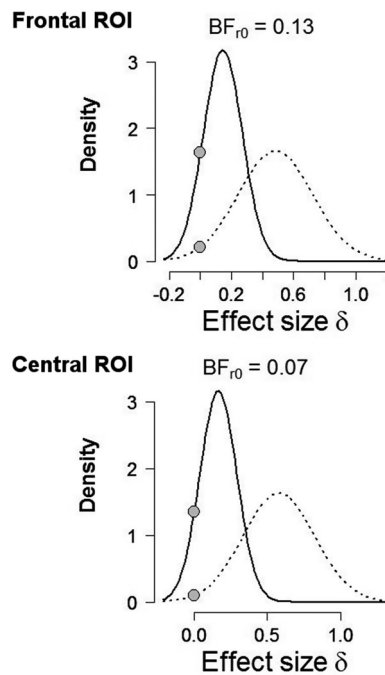 Frontal ROI
BFr0 = 0.13
3
2
1
0
Density
-0.2 0.2 0.6 1.0
Effect size δ
Central ROI
BFr0 = 0.07
3
2
1
0
Density
0.0 0.5 1.0
Effect size δ